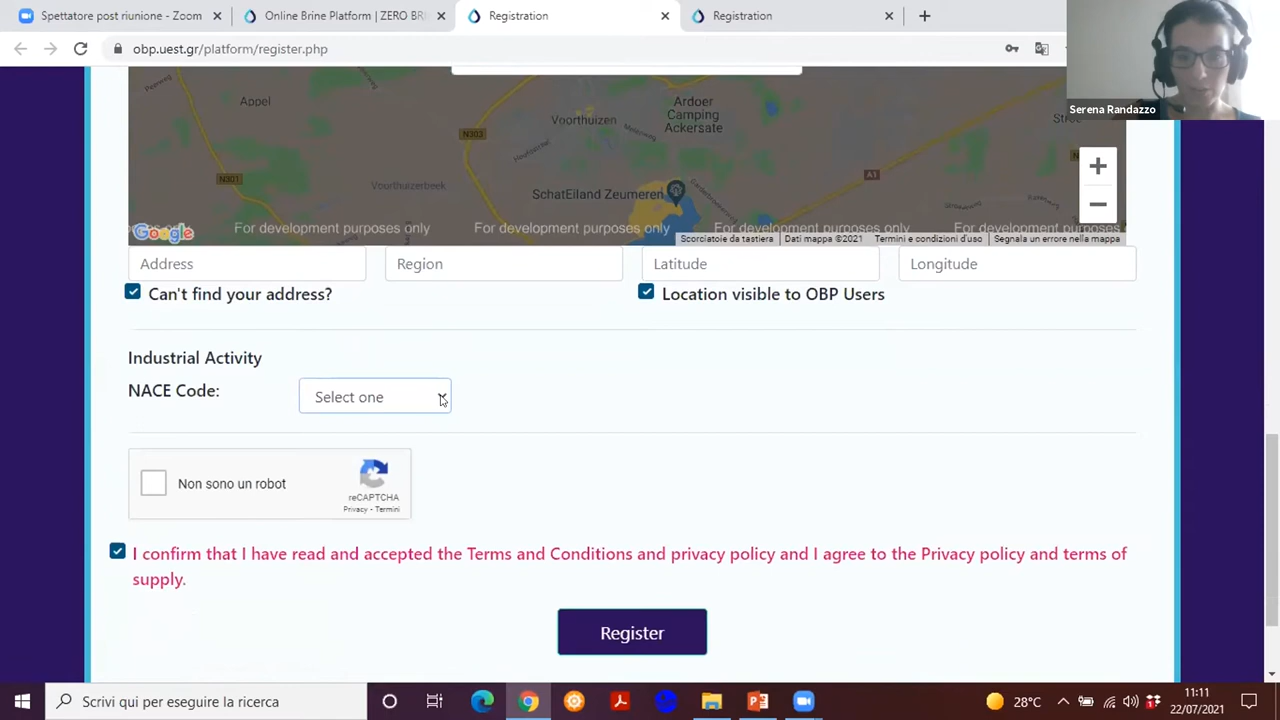 Spettatore post riunione - Zoom
Online Brine Platform | ZERO BR
Registration
Registration
obp.uest.gr/platform/register.php
Serena Randazzo
Appel
Voorthuizen
Ardoer
Camping
Ackersate
N303
N301
Voorthuizerbeek
SchatEiland Zeumeren
A1
For development purposes only
For development purposes only
For development purposes only
For development purposes only
Google
Scorciatoie da tastiera
Dati mappa ©2021
Termini e condizioni d'uso
Segnala un errore nella mappa
Address
Region
Latitude
Longitude
Can't find your address?
Location visible to OBP Users
Industrial Activity
NACE Code:
Select one
Non sono un robot
reCAPTCHA
Privacy - Termini
I confirm that I have read and accepted the Terms and Conditions and privacy policy and I agree to the Privacy policy and terms of
supply.
Register
Scrivi qui per eseguire la ricerca
28°C
11:11
22/07/2021